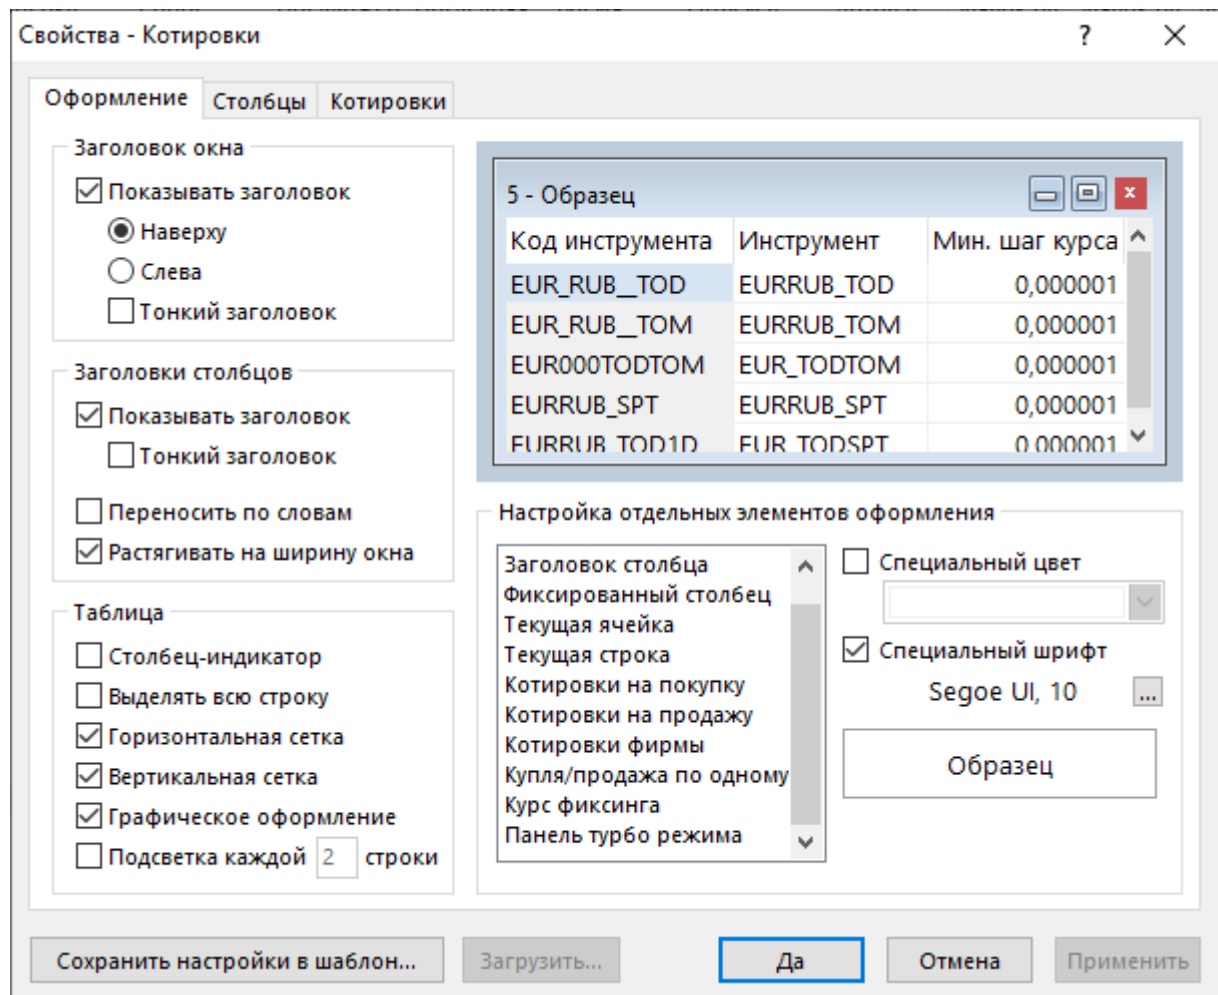 Свойства - Котировки
?
Оформление Столбцы Котировки
Заголовок окна
Показывать заголовок
Наверху
Слева
Тонкий заголовок
Заголовки столбцов
Показывать заголовок
Тонкий заголовок
Переносить по словам
Растягивать на ширину окна
Таблица
Столбец-индикатор
Выделять всю строку
Горизонтальная сетка
Вертикальная сетка
Графическое оформление
Подсветка каждой 2 строки
5 - Образец
Код инструмента Инструмент Мин. шаг курса
EUR_RUB__TOD EURRUB_TOD 0,000001
EUR_RUB__TOM EURRUB_TOM 0,000001
EUR000TODTOM EUR_TODTOM 0,000001
EURRUB_SPT EURRUB_SPT 0,000001
EURRUB_TOD1D EUR_TODSPT 0,000001
Настройка отдельных элементов оформления
Заголовок столбца
Фиксированный столбец
Текущая ячейка
Текущая строка
Котировки на покупку
Котировки на продажу
Котировки фирмы
Купля/продажа по одному
Курс фиксинга
Панель турбо режима
Специальный цвет
Специальный шрифт
Segoe UI, 10 ...
Образец
Сохранить настройки в шаблон... Загрузить... Да Отмена Применить